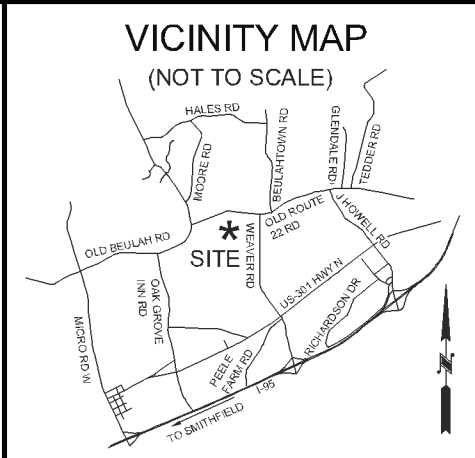 VICINITY MAP
(NOT TO SCALE)
HALES RD
MOORE RD
BEULAHTOWN RD
GLENDALE RD
TEDDER RD
OLD ROUTE
22 RD
J HOWELL RD
OLD BEULAH RD
*
SITE
WEAVER RD
OAK GROVE
INN RD
US-301 HWY N
MICRO RD W
PEELE
FARM RD
RICHARDSON DR
I-95
TO SMITHFIELD
N